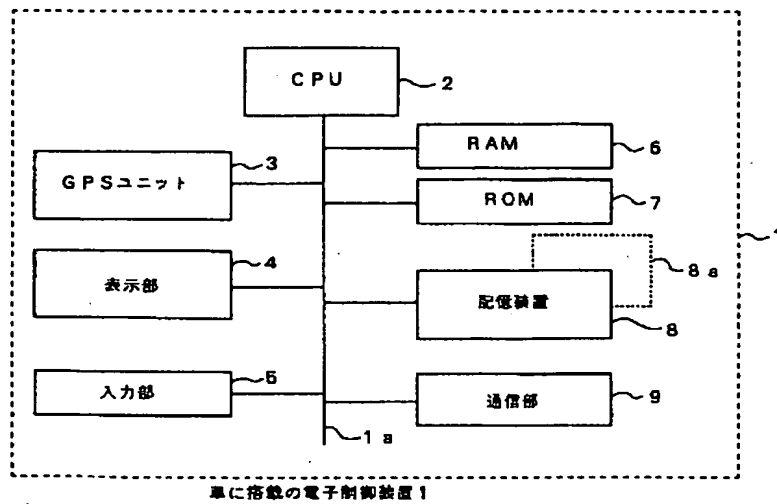 CPU
2
RAM
6
GPSユニット
3
ROM
7
1
表示部
4
記憶装置
8a
8
入力部
5
通信部
9
1a
車に搭載の電子制御装置1